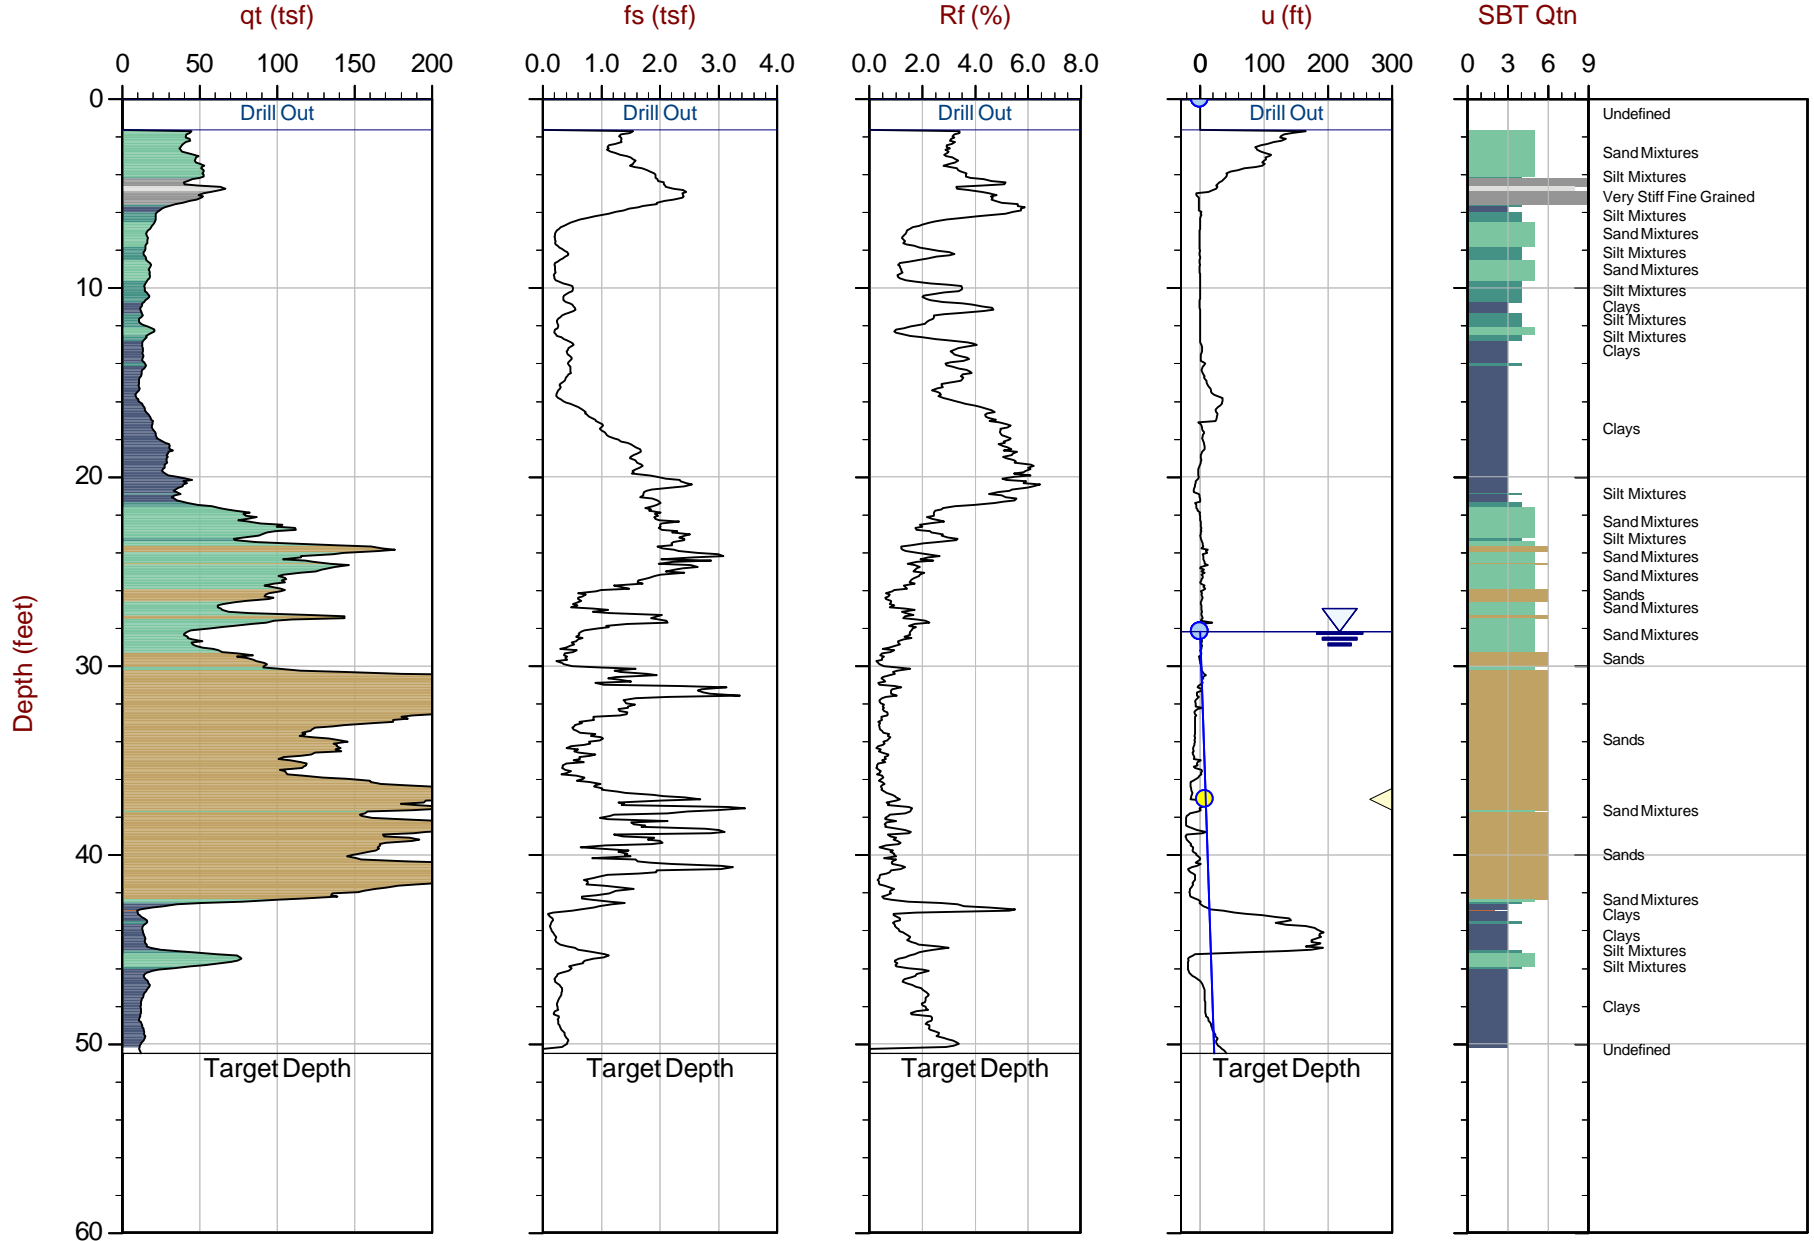 qt (tsf) fs (tsf) Rf (%) u (ft) SBT Qtn
0 50 100 150 200 0.0 1.0 2.0 3.0 4.0 0.0 2.0 4.0 6.0 8.0 0 100 200 300 0 3 6 9
0
Drill Out Drill Out Drill Out Drill Out
Undefined
Sand Mixtures
Silt Mixtures
Very Stiff Fine Grained
Silt Mixtures
Sand Mixtures
Silt Mixtures
Sand Mixtures
10
Silt Mixtures
Clays
Silt Mixtures
Silt Mixtures
Clays
Clays
20
Silt Mixtures
Sand Mixtures
Silt Mixtures
Sand Mixtures
Sand Mixtures
Sands
Sand Mixtures
Sand Mixtures
Sands
30
Depth (feet)
Sands
Sand Mixtures
40
Sands
Sand Mixtures
Clays
Clays
Silt Mixtures
Silt Mixtures
Clays
50
Undefined
Target Depth Target Depth Target Depth Target Depth
60